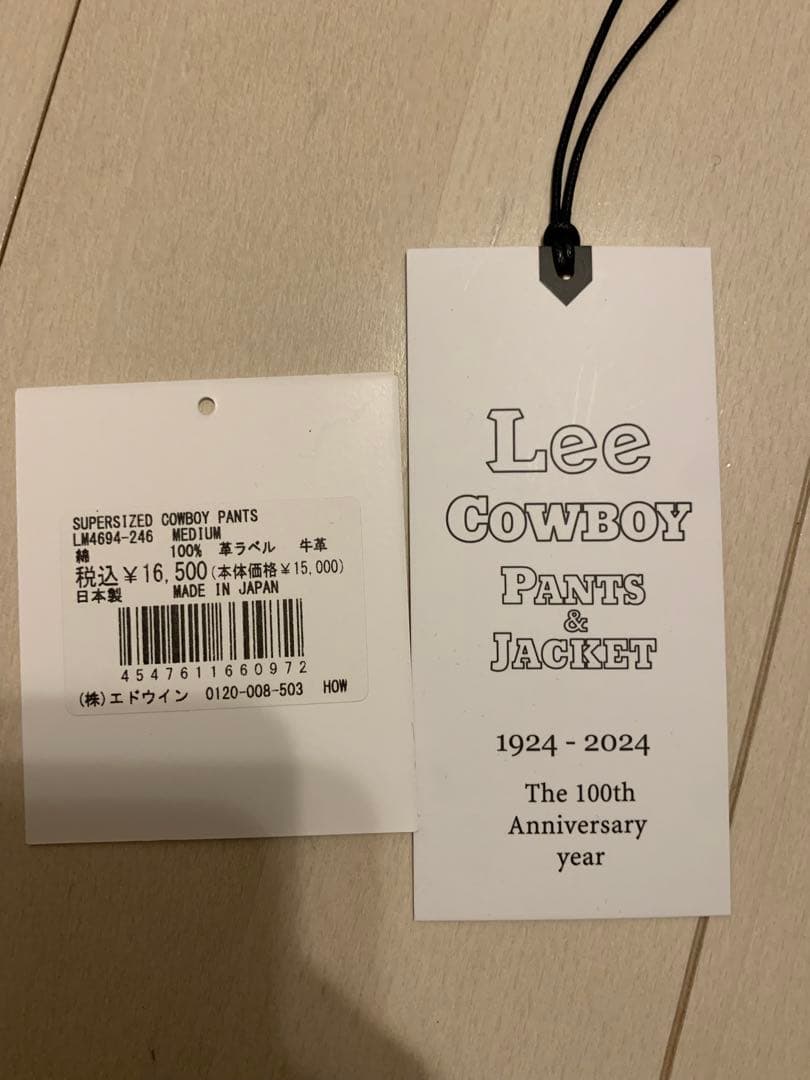 SUPERSIZED COWBOY PANTS
LM4694-246 MEDIUM
綿 100% 革ラベル 牛革
税込¥16,500(本体価格¥15,000)
日本製 MADE IN JAPAN
4547611660972
(株)エドウイン 0120-008-503 HOW
Lee
COWBOY
PANTS
&
JACKET
1924 - 2024
The 100th
Anniversary
year